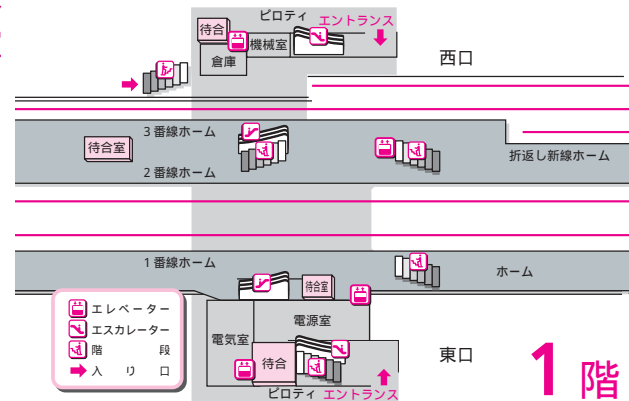 ピロティ
エントランス
待合
機械室
倉庫
西口
3番線ホーム
待合室
2番線ホーム
折返し新線ホーム
1番線ホーム
ホーム
待合室
電源室
電気室
待合
東口
ピロティ
エントランス
エレベーター
エスカレーター
階段
入り口
1階